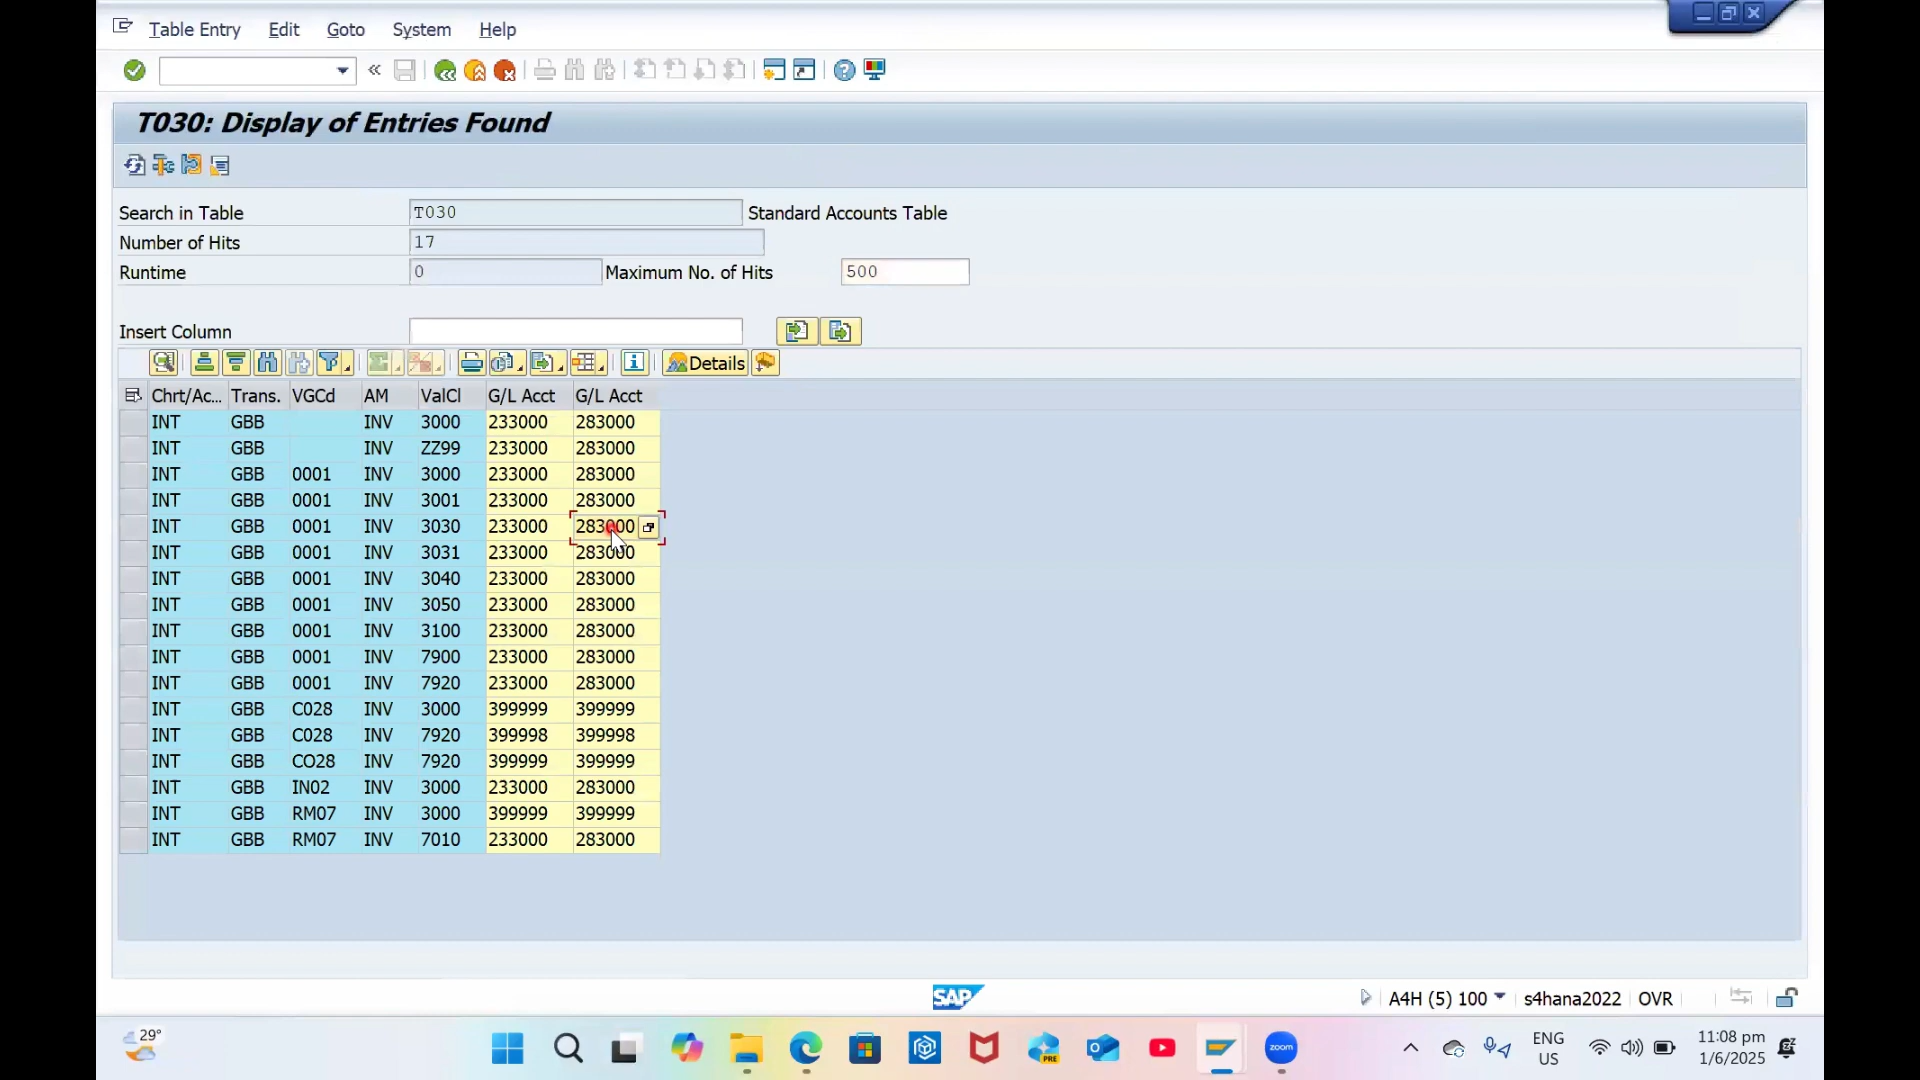 Table Entry Edit Goto System Help
T030: Display of Entries Found
Search in Table T030 Standard Accounts Table
Number of Hits 17
Runtime 0 Maximum No. of Hits 500
Insert Column
Details
Chrt/Ac... Trans. VGCd AM ValCl G/L Acct G/L Acct
INT GBB INV 3000 233000 283000
INT GBB INV ZZ99 233000 283000
INT GBB 0001 INV 3000 233000 283000
INT GBB 0001 INV 3001 233000 283000
INT GBB 0001 INV 3030 233000 283000
INT GBB 0001 INV 3031 233000 283000
INT GBB 0001 INV 3040 233000 283000
INT GBB 0001 INV 3050 233000 283000
INT GBB 0001 INV 3100 233000 283000
INT GBB 0001 INV 7900 233000 283000
INT GBB 0001 INV 7920 233000 283000
INT GBB C028 INV 3000 399999 399999
INT GBB C028 INV 7920 399998 399998
INT GBB CO28 INV 7920 399999 399999
INT GBB IN02 INV 3000 233000 283000
INT GBB RM07 INV 3000 399999 399999
INT GBB RM07 INV 7010 233000 283000
SAP A4H (5) 100 s4hana2022 OVR
29° PRE zoom ENG 11:08 pm
US 1/6/2025